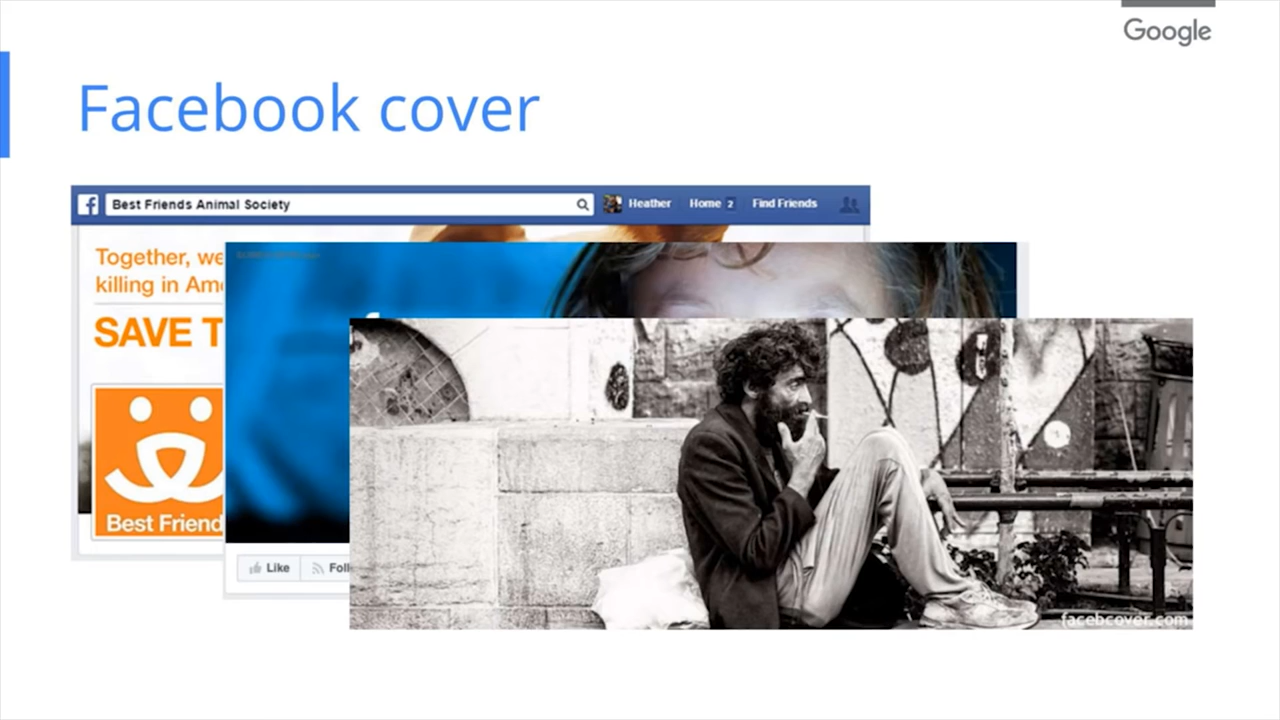 Google
Facebook cover
Best Friends Animal Society
Heather
Home 2
Find Friends
Together, we
killing in Am
SAVE T
Best Friend
Like
Foll
facebcover.com